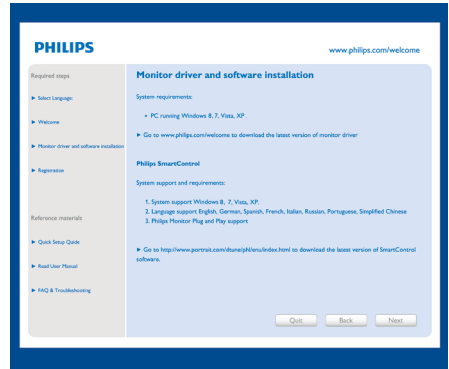 PHILIPS
www.philips.com/welcome
Required steps
► Select Language:
► Welcome
► Monitor driver and software installation
► Registration
Reference materials
► Quick Setup Quide
► Read User Manual
► FAQ & Troubleshooting
Monitor driver and software installation
System requirements:
• PC running Windows 8, 7, Vista, XP.
► Go to www.philips.com/welcome to download the latest version of monitor driver
Philips SmartControl
System support and requirements:
1. System support Windows 8, 7, Vista, XP.
2. Language support English, German, Spanish, French, Italian, Russian, Portuguese, Simplified Chinese
3. Philips Monitor Plug and Play support
► Go to http://www.portrait.com/dtune/phl/enu/index.html to download the latest version of SmartControl
software.
Quit
Back
Next